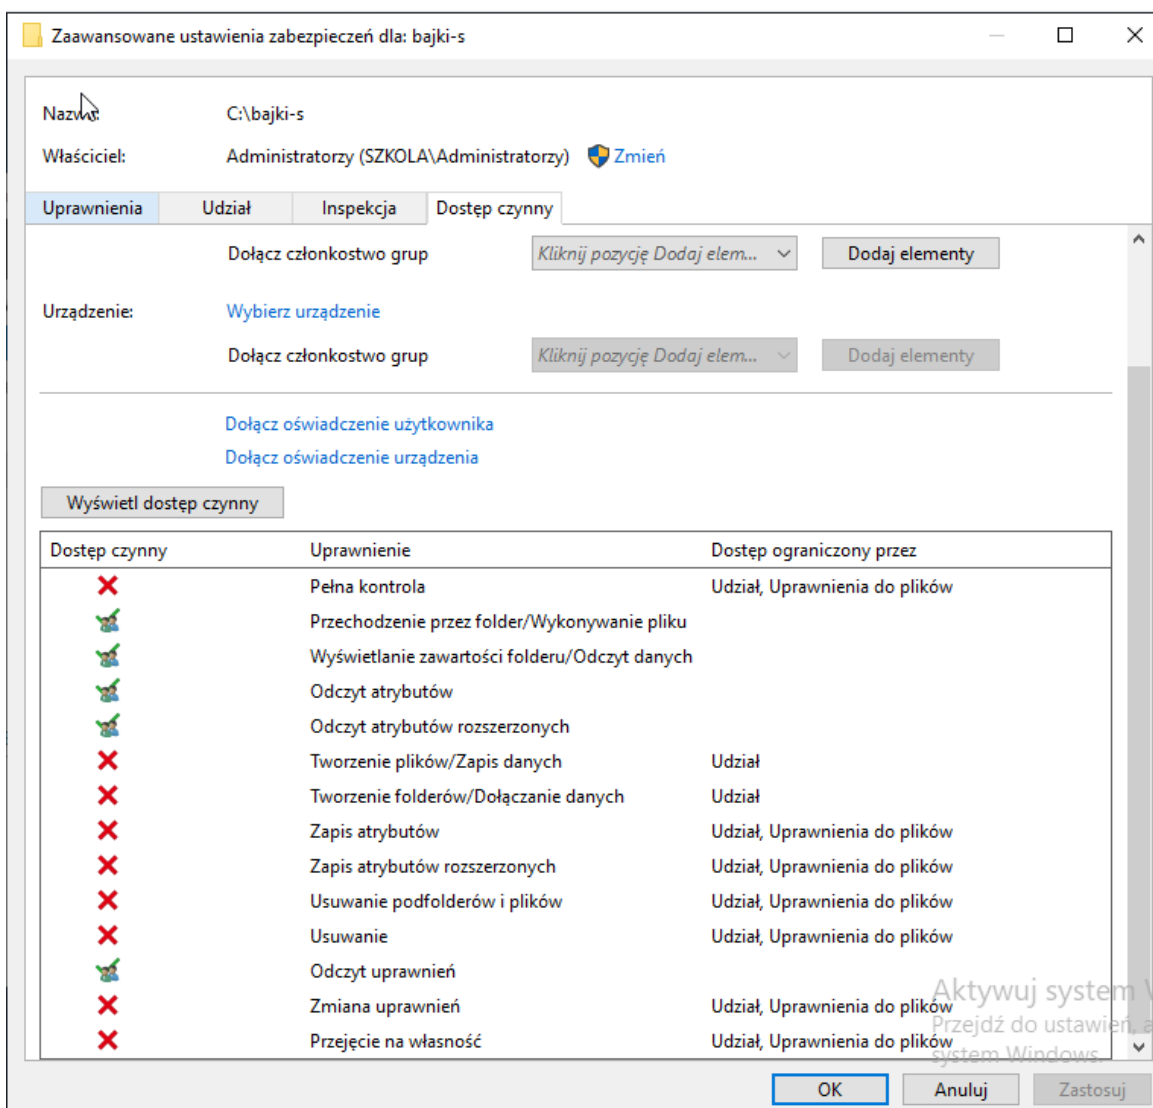 Zaawansowane ustawienia zabezpieczeń dla: bajki-s
Nazwa: C:\bajki-s
Właściciel: Administratorzy (SZKOLA\Administratorzy) Zmień
Uprawnienia Udział Inspekcja Dostęp czynny
Dołącz członkostwo grup Kliknij pozycję Dodaj elem... Dodaj elementy
Urządzenie: Wybierz urządzenie
Dołącz członkostwo grup Kliknij pozycję Dodaj elem... Dodaj elementy
Dołącz oświadczenie użytkownika
Dołącz oświadczenie urządzenia
Wyświetl dostęp czynny
Dostęp czynny Uprawnienie Dostęp ograniczony przez
Pełna kontrola Udział, Uprawnienia do plików
Przechodzenie przez folder/Wykonywanie pliku
Wyświetlanie zawartości folderu/Odczyt danych
Odczyt atrybutów
Odczyt atrybutów rozszerzonych
Tworzenie plików/Zapis danych Udział
Tworzenie folderów/Dołączanie danych Udział
Zapis atrybutów Udział, Uprawnienia do plików
Zapis atrybutów rozszerzonych Udział, Uprawnienia do plików
Usuwanie podfolderów i plików Udział, Uprawnienia do plików
Usuwanie Udział, Uprawnienia do plików
Odczyt uprawnień
Zmiana uprawnień Udział, Uprawnienia do plików
Przejęcie na własność Udział, Uprawnienia do plików
Aktywuj system
Przejdź do ustawień,
system Windows.
OK Anuluj Zastosuj